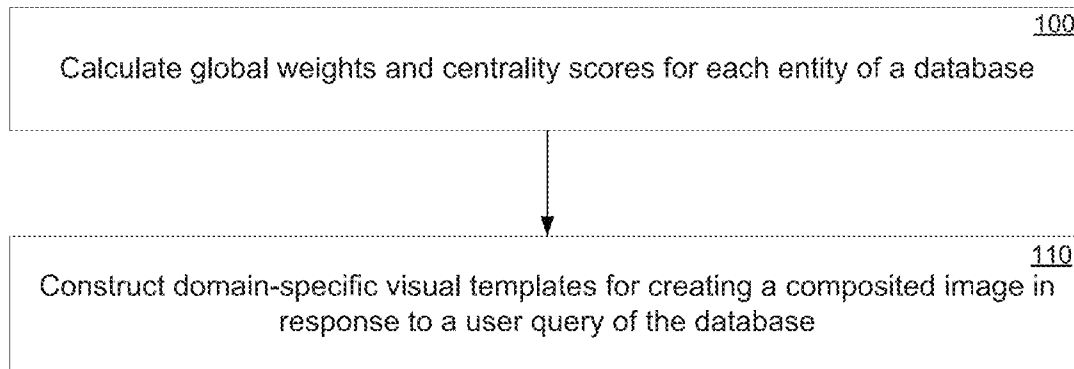 100
Calculate global weights and centrality scores for each entity of a database
110
Construct domain-specific visual templates for creating a composited image in
response to a user query of the database